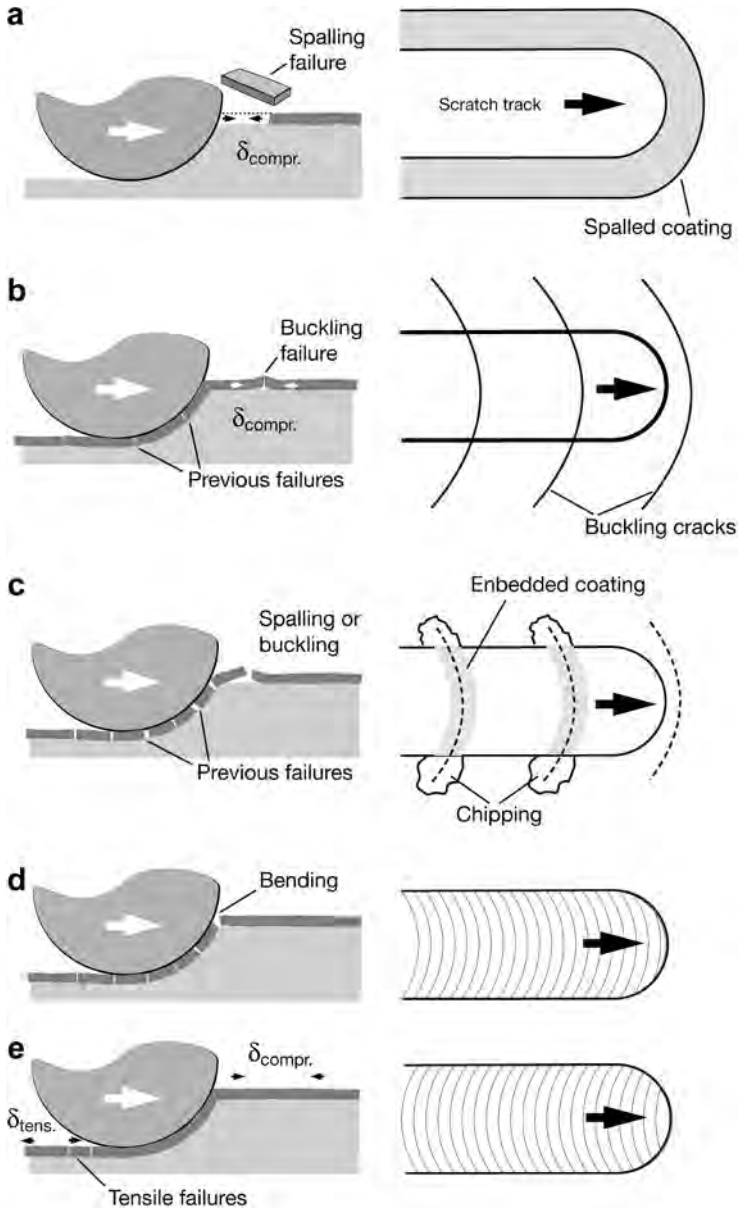 a
Spalling
failure
δcompr.
Scratch track
Spalled coating
b
Buckling
failure
δcompr.
Previous failures
Buckling cracks
c
Spalling or
buckling
Previous failures
Enbedded coating
Chipping
d
Bending
e
δcompr.
δtens.
Tensile failures